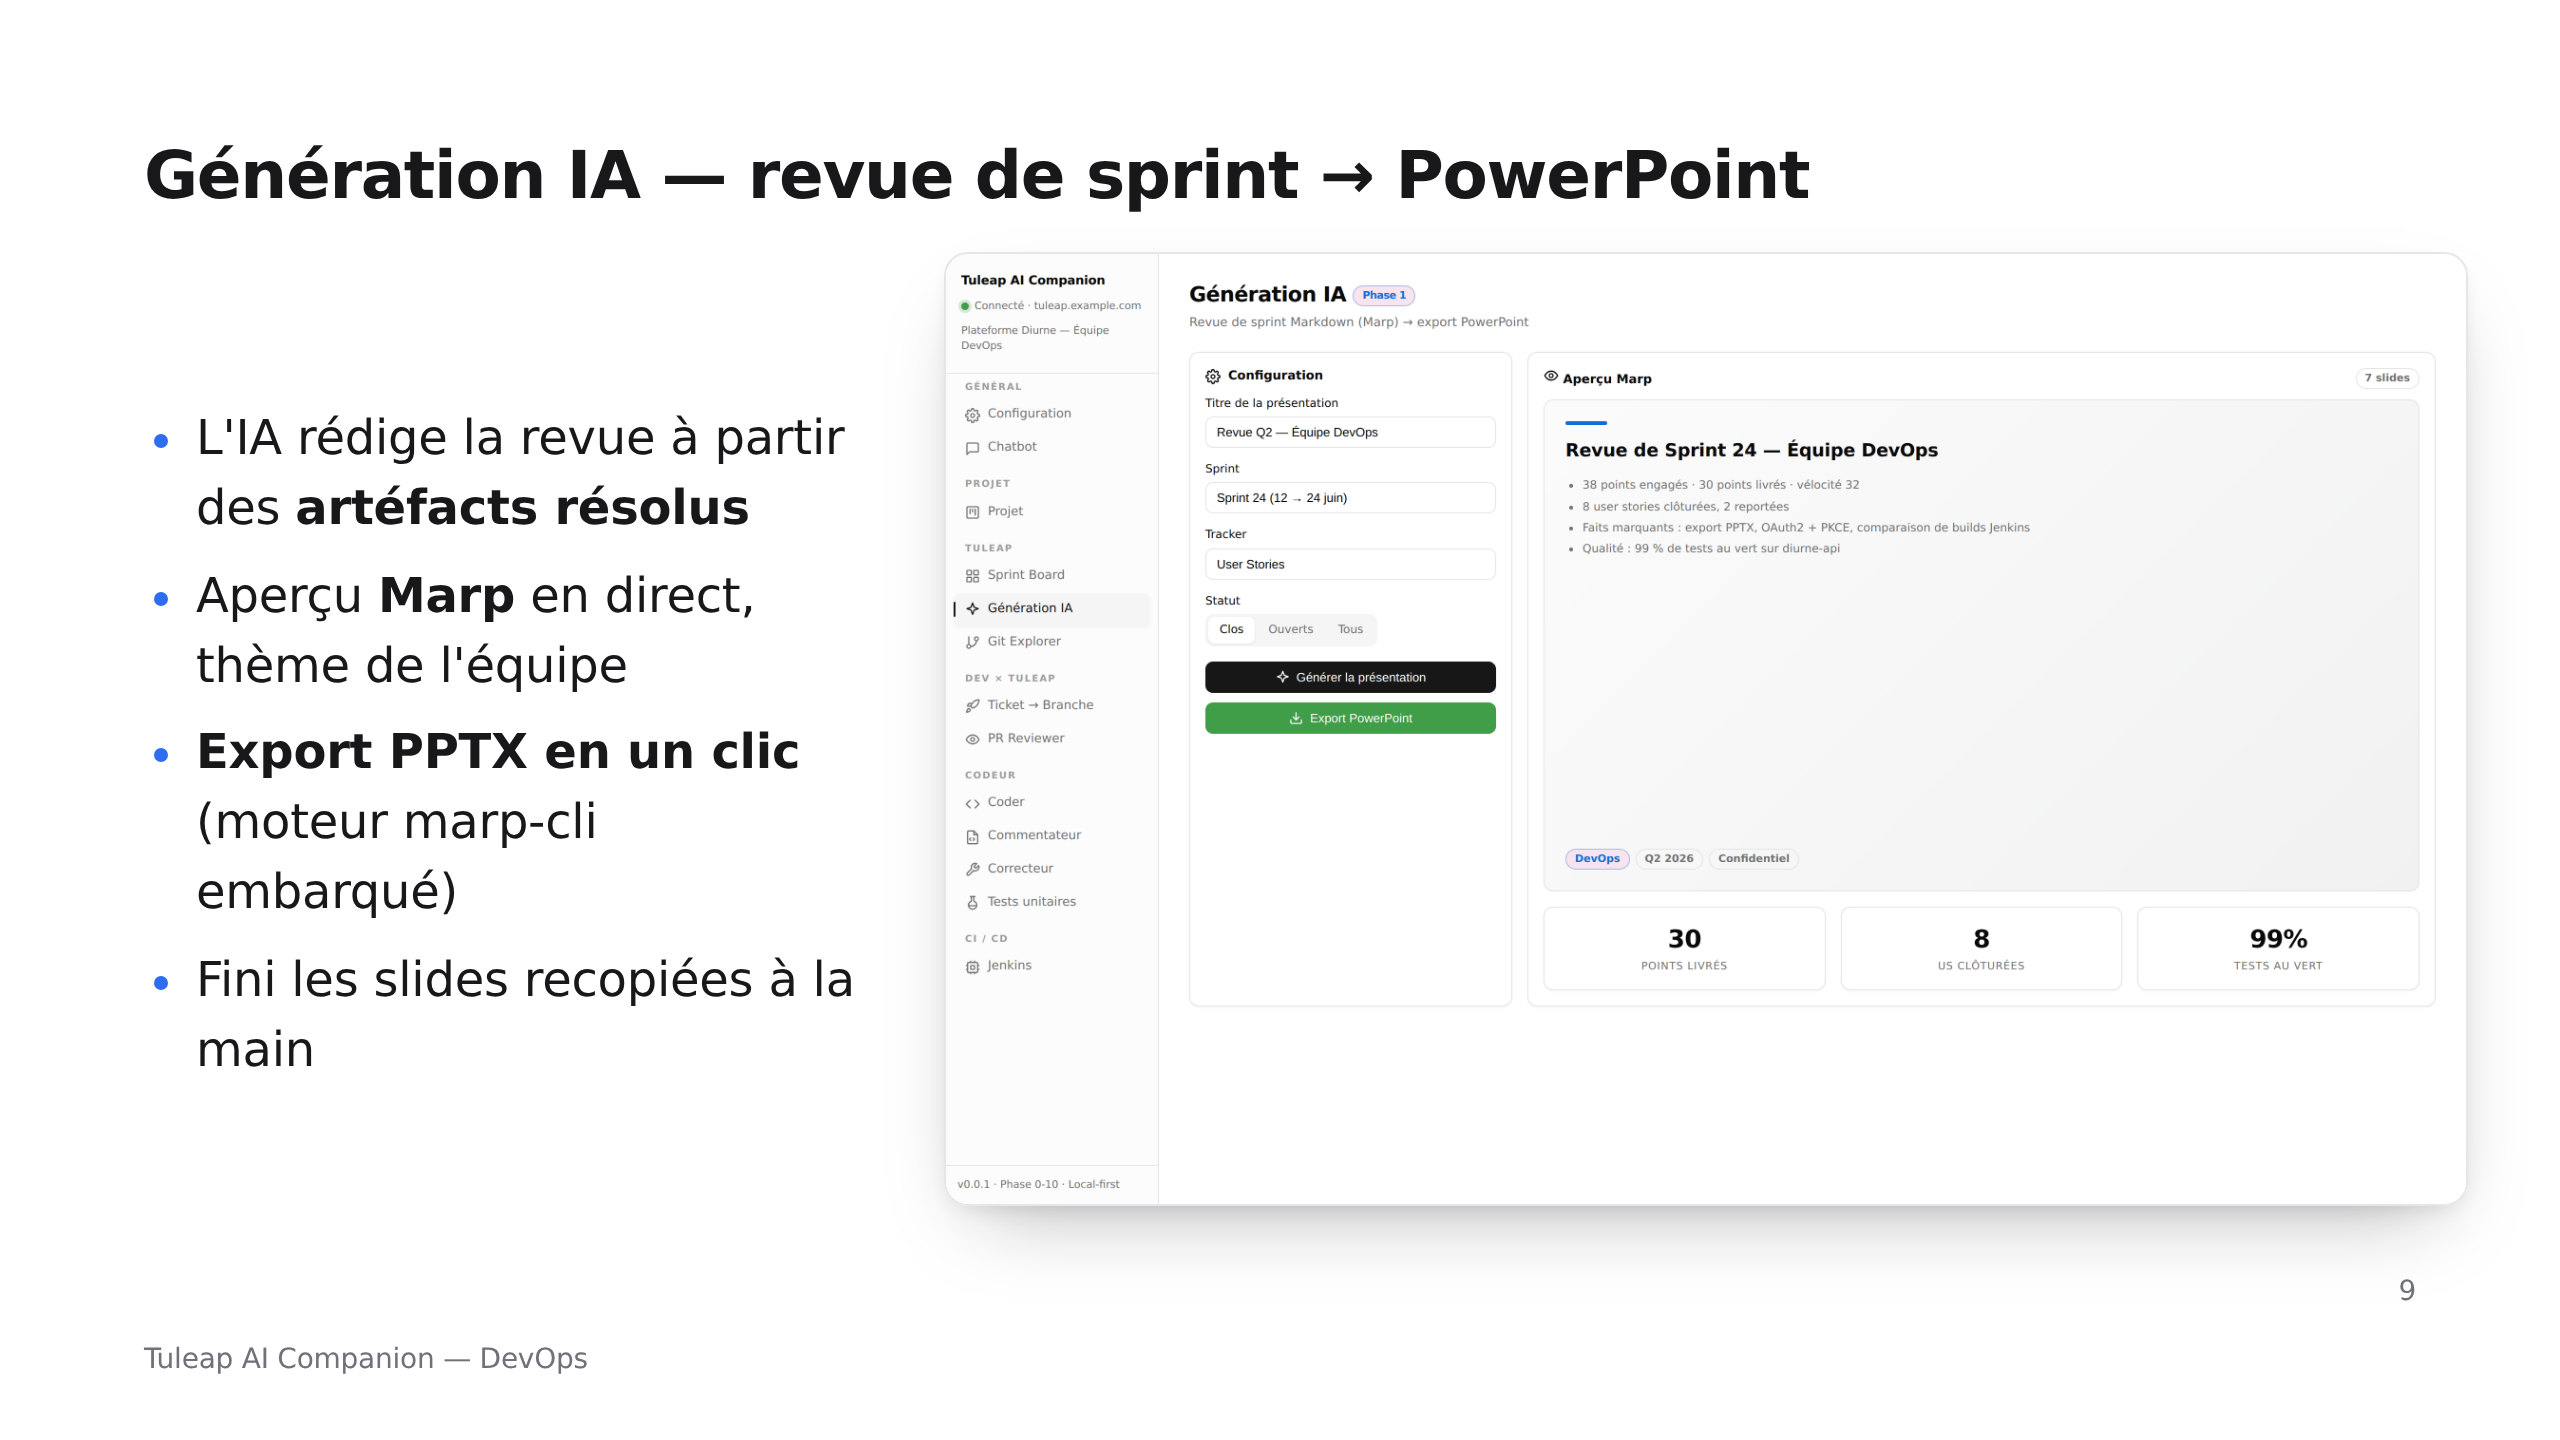 Génération IA — revue de sprint → PowerPoint
L'IA rédige la revue à partir
des artéfacts résolus
Aperçu Marp en direct,
thème de l'équipe
Export PPTX en un clic
(moteur marp-cli
embarqué)
Fini les slides recopiées à la
main
Tuleap AI Companion
Connecté · tuleap.example.com
Plateforme Diurne — Équipe
DevOps
GÉNÉRAL
Configuration
Chatbot
PROJET
Projet
TULEAP
Sprint Board
Génération IA
Git Explorer
DEV × TULEAP
Ticket → Branche
PR Reviewer
CODEUR
Coder
Commentateur
Correcteur
Tests unitaires
CI / CD
Jenkins
v0.0.1 · Phase 0-10 · Local-first
Génération IA Phase 1
Revue de sprint Markdown (Marp) → export PowerPoint
Configuration
Titre de la présentation
Revue Q2 — Équipe DevOps
Sprint
Sprint 24 (12 → 24 juin)
Tracker
User Stories
Statut
Clos Ouverts Tous
Générer la présentation
Export PowerPoint
Aperçu Marp 7 slides
Revue de Sprint 24 — Équipe DevOps
38 points engagés · 30 points livrés · vélocité 32
8 user stories clôturées, 2 reportées
Faits marquants : export PPTX, OAuth2 + PKCE, comparaison de builds Jenkins
Qualité : 99 % de tests au vert sur diurne-api
DevOps Q2 2026 Confidentiel
30 8 99%
POINTS LIVRÉS US CLÔTURÉES TESTS AU VERT
9
Tuleap AI Companion — DevOps